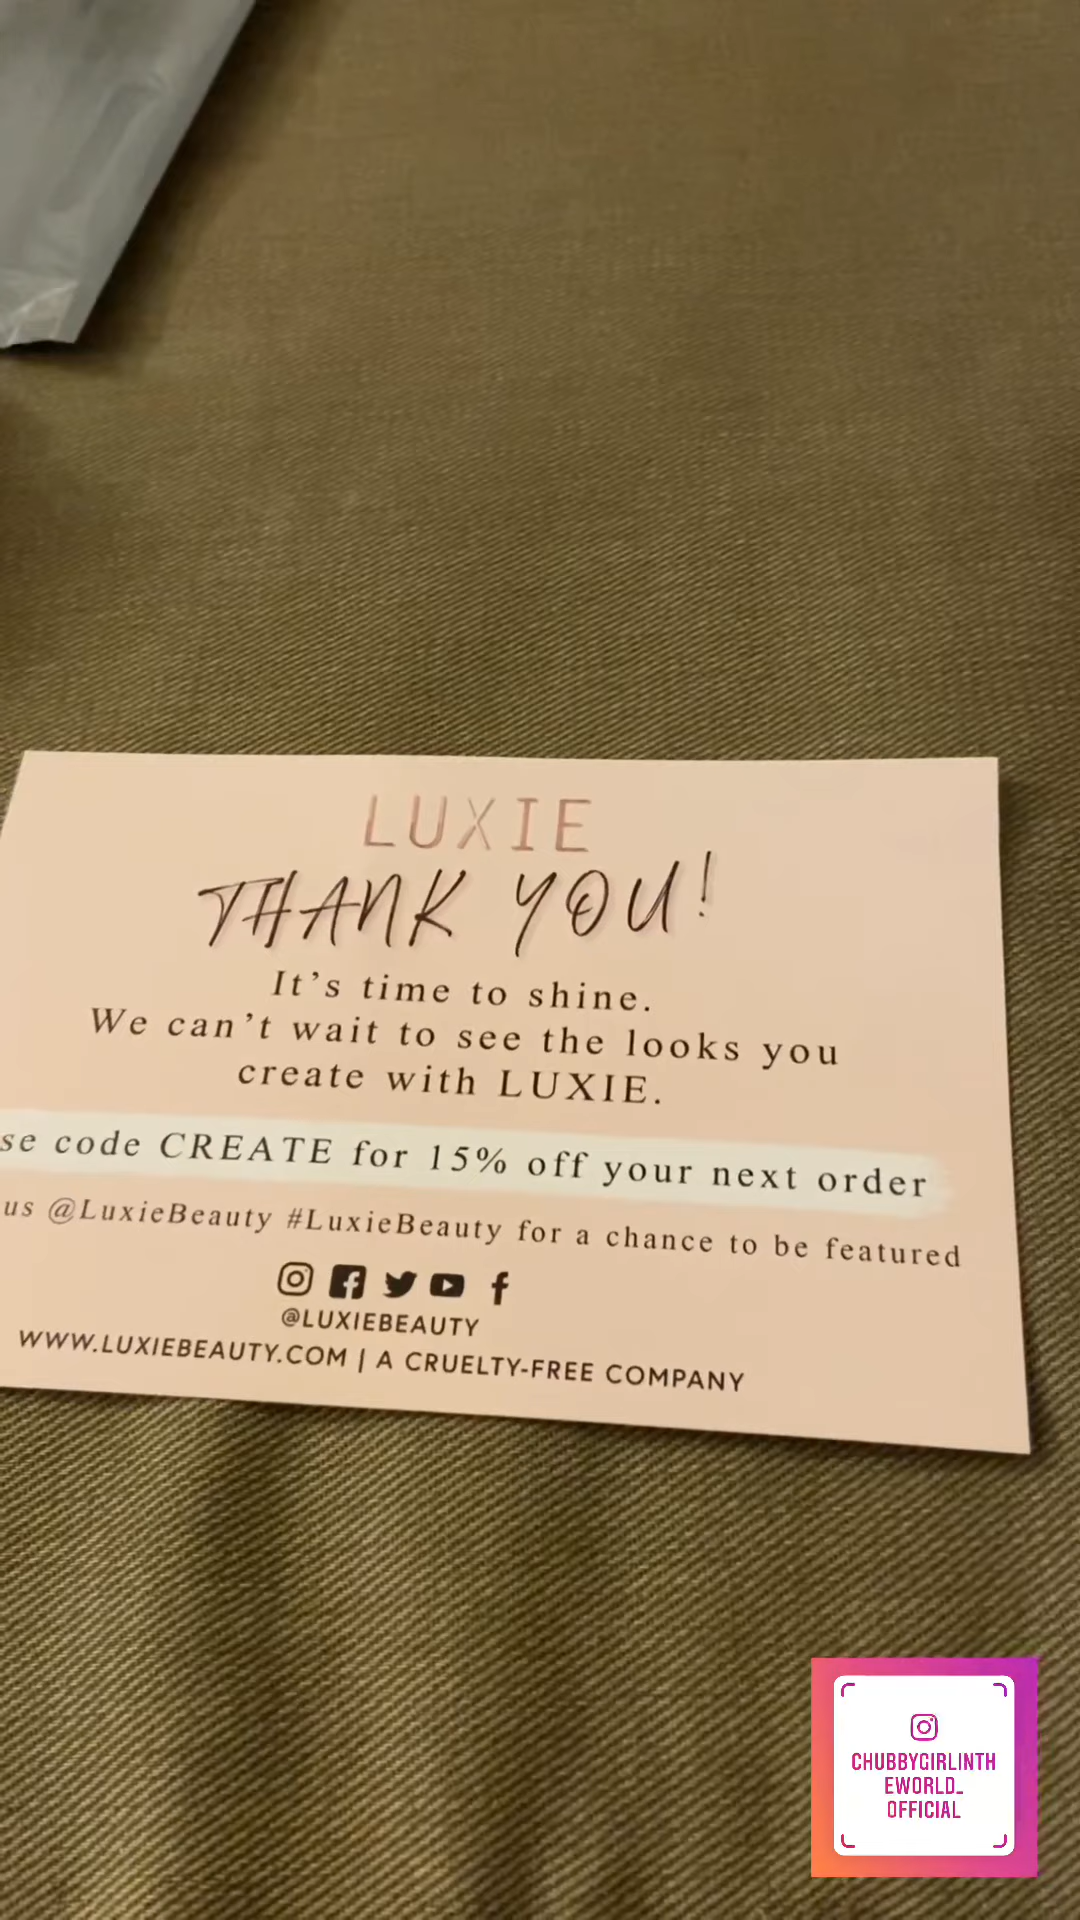 LUXIE
THANK YOU!
It's time to shine.
We can't wait to see the looks you
create with LUXIE.
se code CREATE for 15% off your next order
us @LuxieBeauty #LuxieBeauty for a chance to be featured
@LUXIEBEAUTY
WWW.LUXIEBEAUTY.COM | A CRUELTY-FREE COMPANY
CHUBBYGIRLINTH
EWORLD_
OFFICIAL